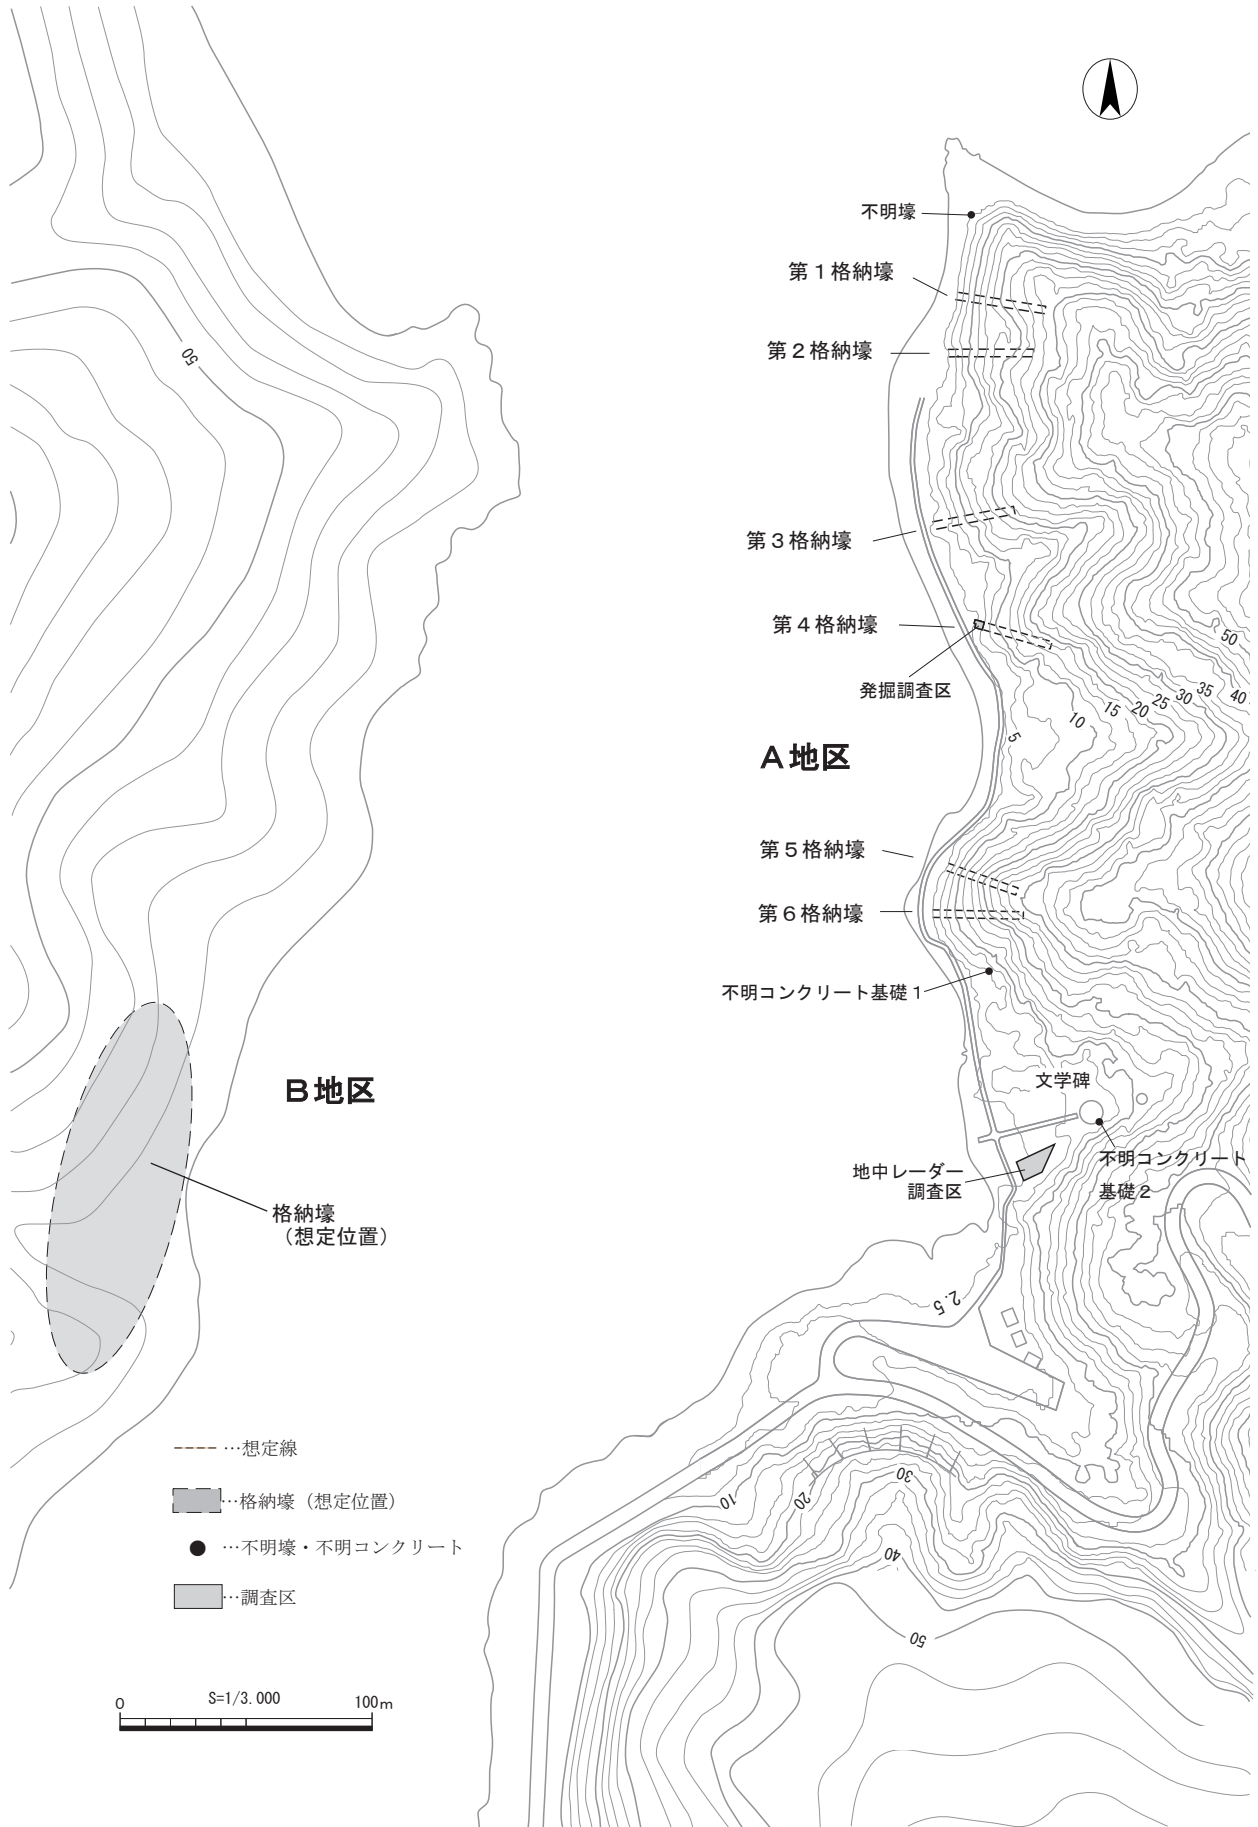 不明壕
第1格納壕
第2格納壕
50
第3格納壕
第4格納壕
発掘調査区
50
40
35
30
25
20
15
10
5
A地区
第5格納壕
第6格納壕
不明コンクリート基礎1
B地区
文学碑
不明コンクリート
基礎2
地中レーダー
調査区
格納壕
(想定位置)
2.5
10
20
30
40
50
…想定線
…格納壕(想定位置)
…不明壕・不明コンクリート
…調査区
0 S=1/3.000 100m